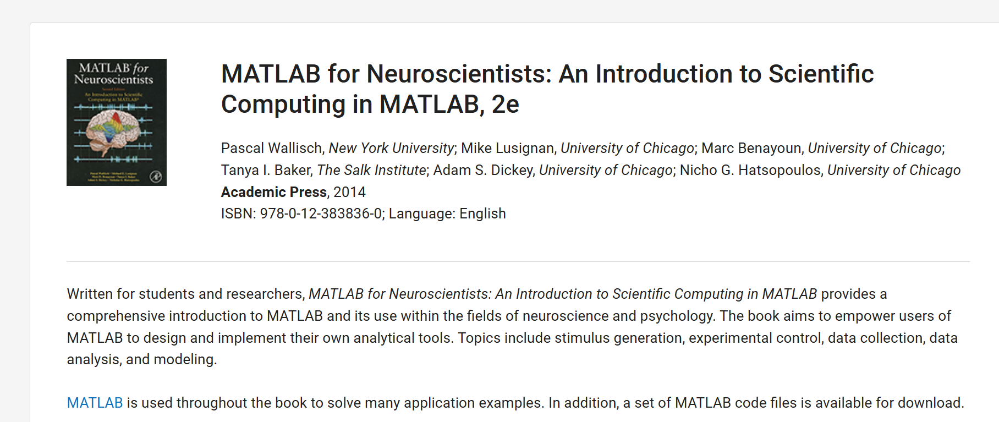 MATLAB® for
Neuroscientists
Second Edition
An Introduction to Scientific
Computing in MATLAB®
MATLAB for Neuroscientists: An Introduction to Scientific
Computing in MATLAB, 2e
Pascal Wallisch, New York University; Mike Lusignan, University of Chicago; Marc Benayoun, University of Chicago;
Tanya I. Baker, The Salk Institute; Adam S. Dickey, University of Chicago; Nicho G. Hatsopoulos, University of Chicago
Academic Press, 2014
ISBN: 978-0-12-383836-0; Language: English
Written for students and researchers, MATLAB for Neuroscientists: An Introduction to Scientific Computing in MATLAB provides a
comprehensive introduction to MATLAB and its use within the fields of neuroscience and psychology. The book aims to empower users of
MATLAB to design and implement their own analytical tools. Topics include stimulus generation, experimental control, data collection, data
analysis, and modeling.
MATLAB is used throughout the book to solve many application examples. In addition, a set of MATLAB code files is available for download.